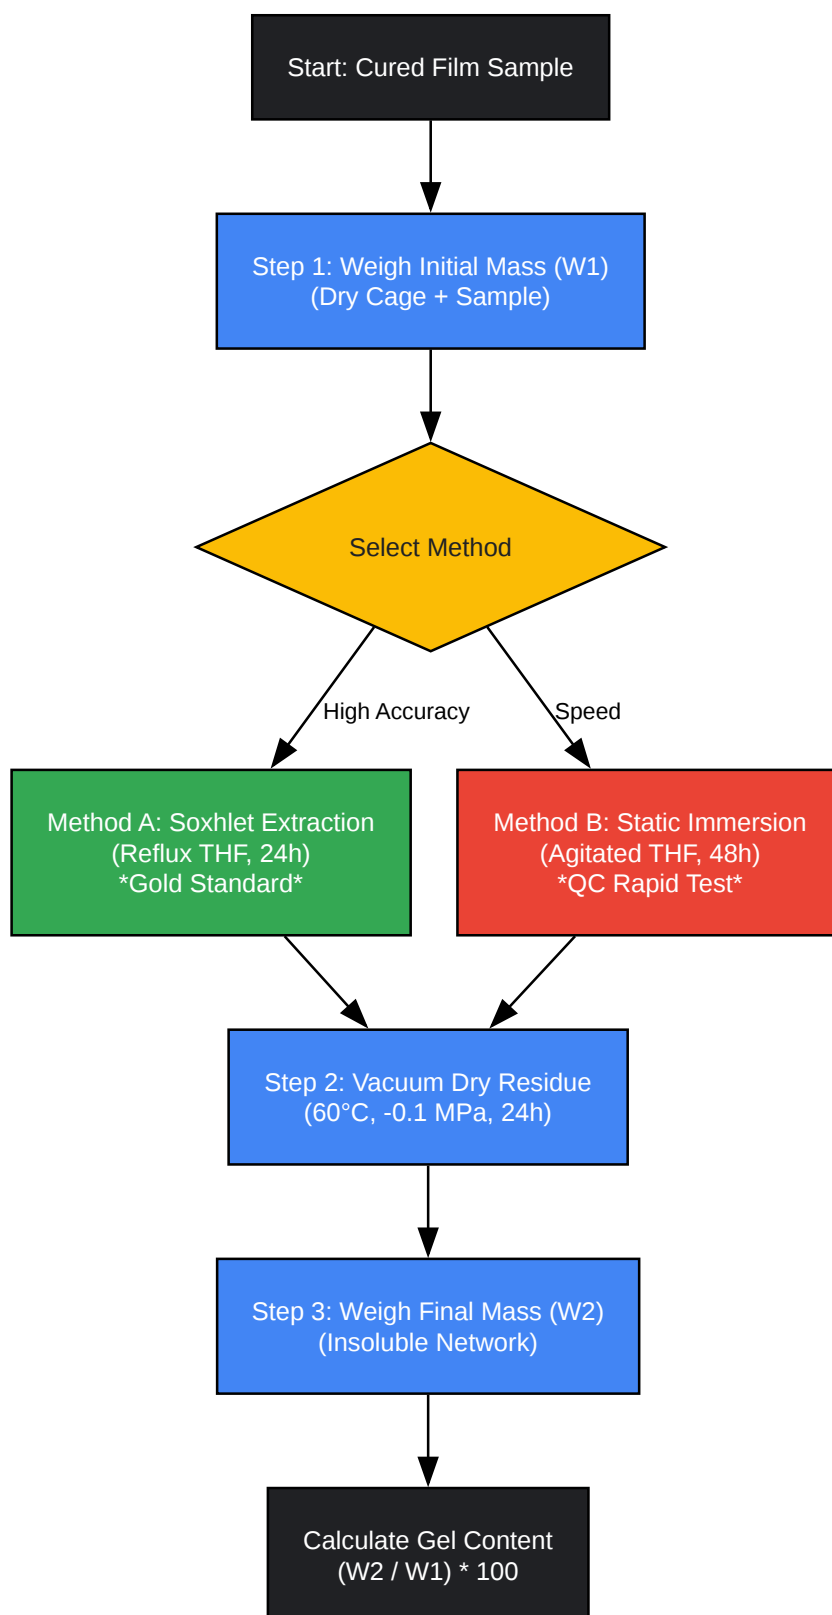 Start: Cured Film Sample
Step 1: Weigh Initial Mass (W1)
(Dry Cage + Sample)
Select Method
High Accuracy
Speed
Method A: Soxhlet Extraction
(Reflux THF, 24h)
*Gold Standard*
Method B: Static Immersion
(Agitated THF, 48h)
*QC Rapid Test*
Step 2: Vacuum Dry Residue
(60°C, -0.1 MPa, 24h)
Step 3: Weigh Final Mass (W2)
(Insoluble Network)
Calculate Gel Content
(W2 / W1) * 100